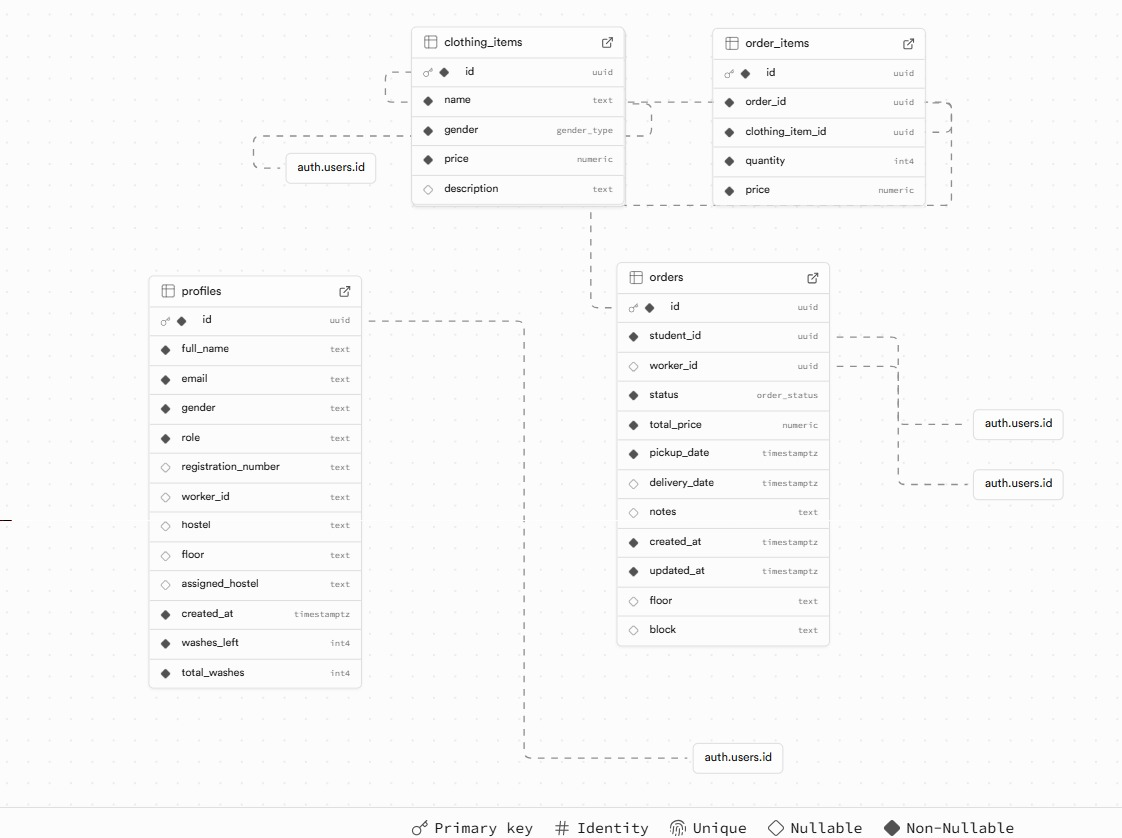 clothing_items
id uuid
name text
gender gender_type
price numeric
description text
order_items
id uuid
order_id uuid
clothing_item_id uuid
quantity int4
price numeric
auth.users.id
profiles
id uuid
full_name text
email text
gender text
role text
registration_number text
worker_id text
hostel text
floor text
assigned_hostel text
created_at timestamptz
washes_left int4
total_washes int4
orders
id uuid
student_id uuid
worker_id uuid
status order_status
total_price numeric
pickup_date timestamptz
delivery_date timestamptz
notes text
created_at timestamptz
updated_at timestamptz
floor text
block text
auth.users.id
auth.users.id
auth.users.id
Primary key Identity Unique Nullable Non-Nullable